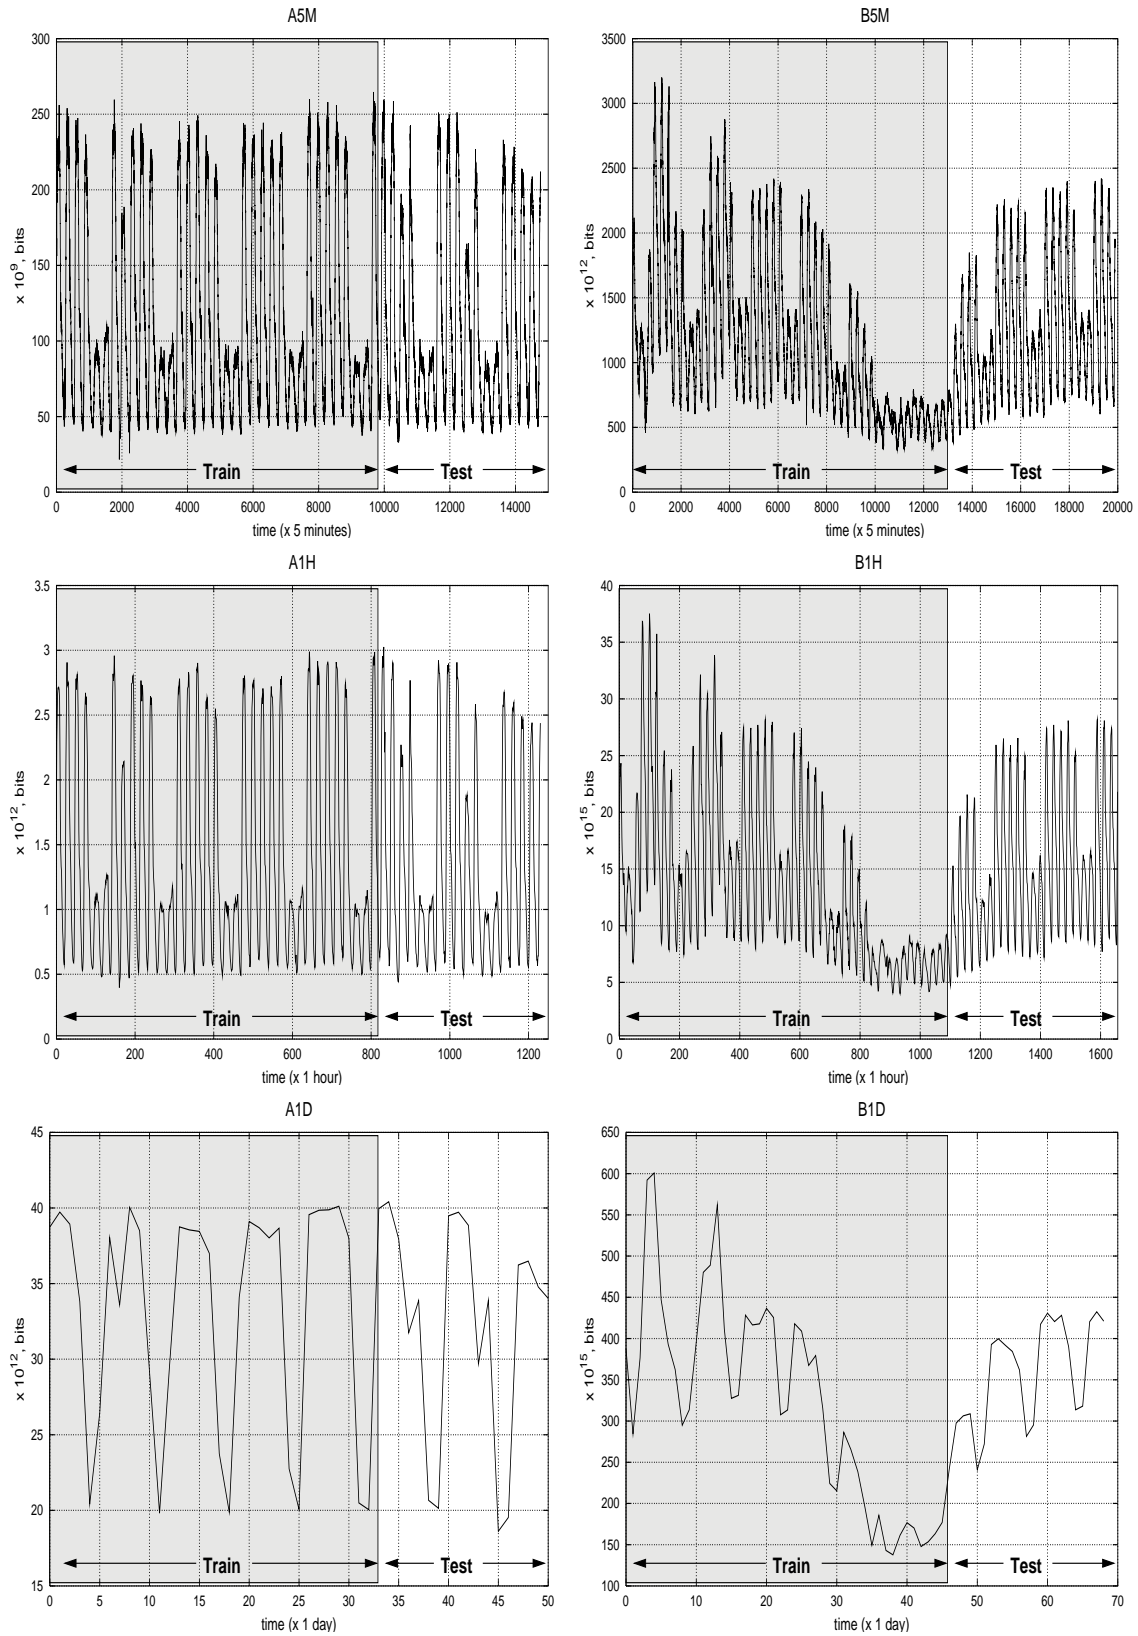 A5M
300
250
200
150
100
50
0
x 10^9, bits
Train
Test
0 2000 4000 6000 8000 10000 12000 14000
time (x 5 minutes)
B5M
3500
3000
2500
2000
1500
1000
500
0
x 10^12, bits
Train
Test
0 2000 4000 6000 8000 10000 12000 14000 16000 18000 20000
time (x 5 minutes)
A1H
3.5
3
2.5
2
1.5
1
0.5
0
x 10^12, bits
Train
Test
0 200 400 600 800 1000 1200
time (x 1 hour)
B1H
40
35
30
25
20
15
10
5
0
x 10^15, bits
Train
Test
0 200 400 600 800 1000 1200 1400 1600
time (x 1 hour)
A1D
45
40
35
30
25
20
15
x 10^12, bits
Train
Test
0 5 10 15 20 25 30 35 40 45 50
time (x 1 day)
B1D
650
600
550
500
450
400
350
300
250
200
150
100
x 10^15, bits
Train
Test
0 10 20 30 40 50 60 70
time (x 1 day)